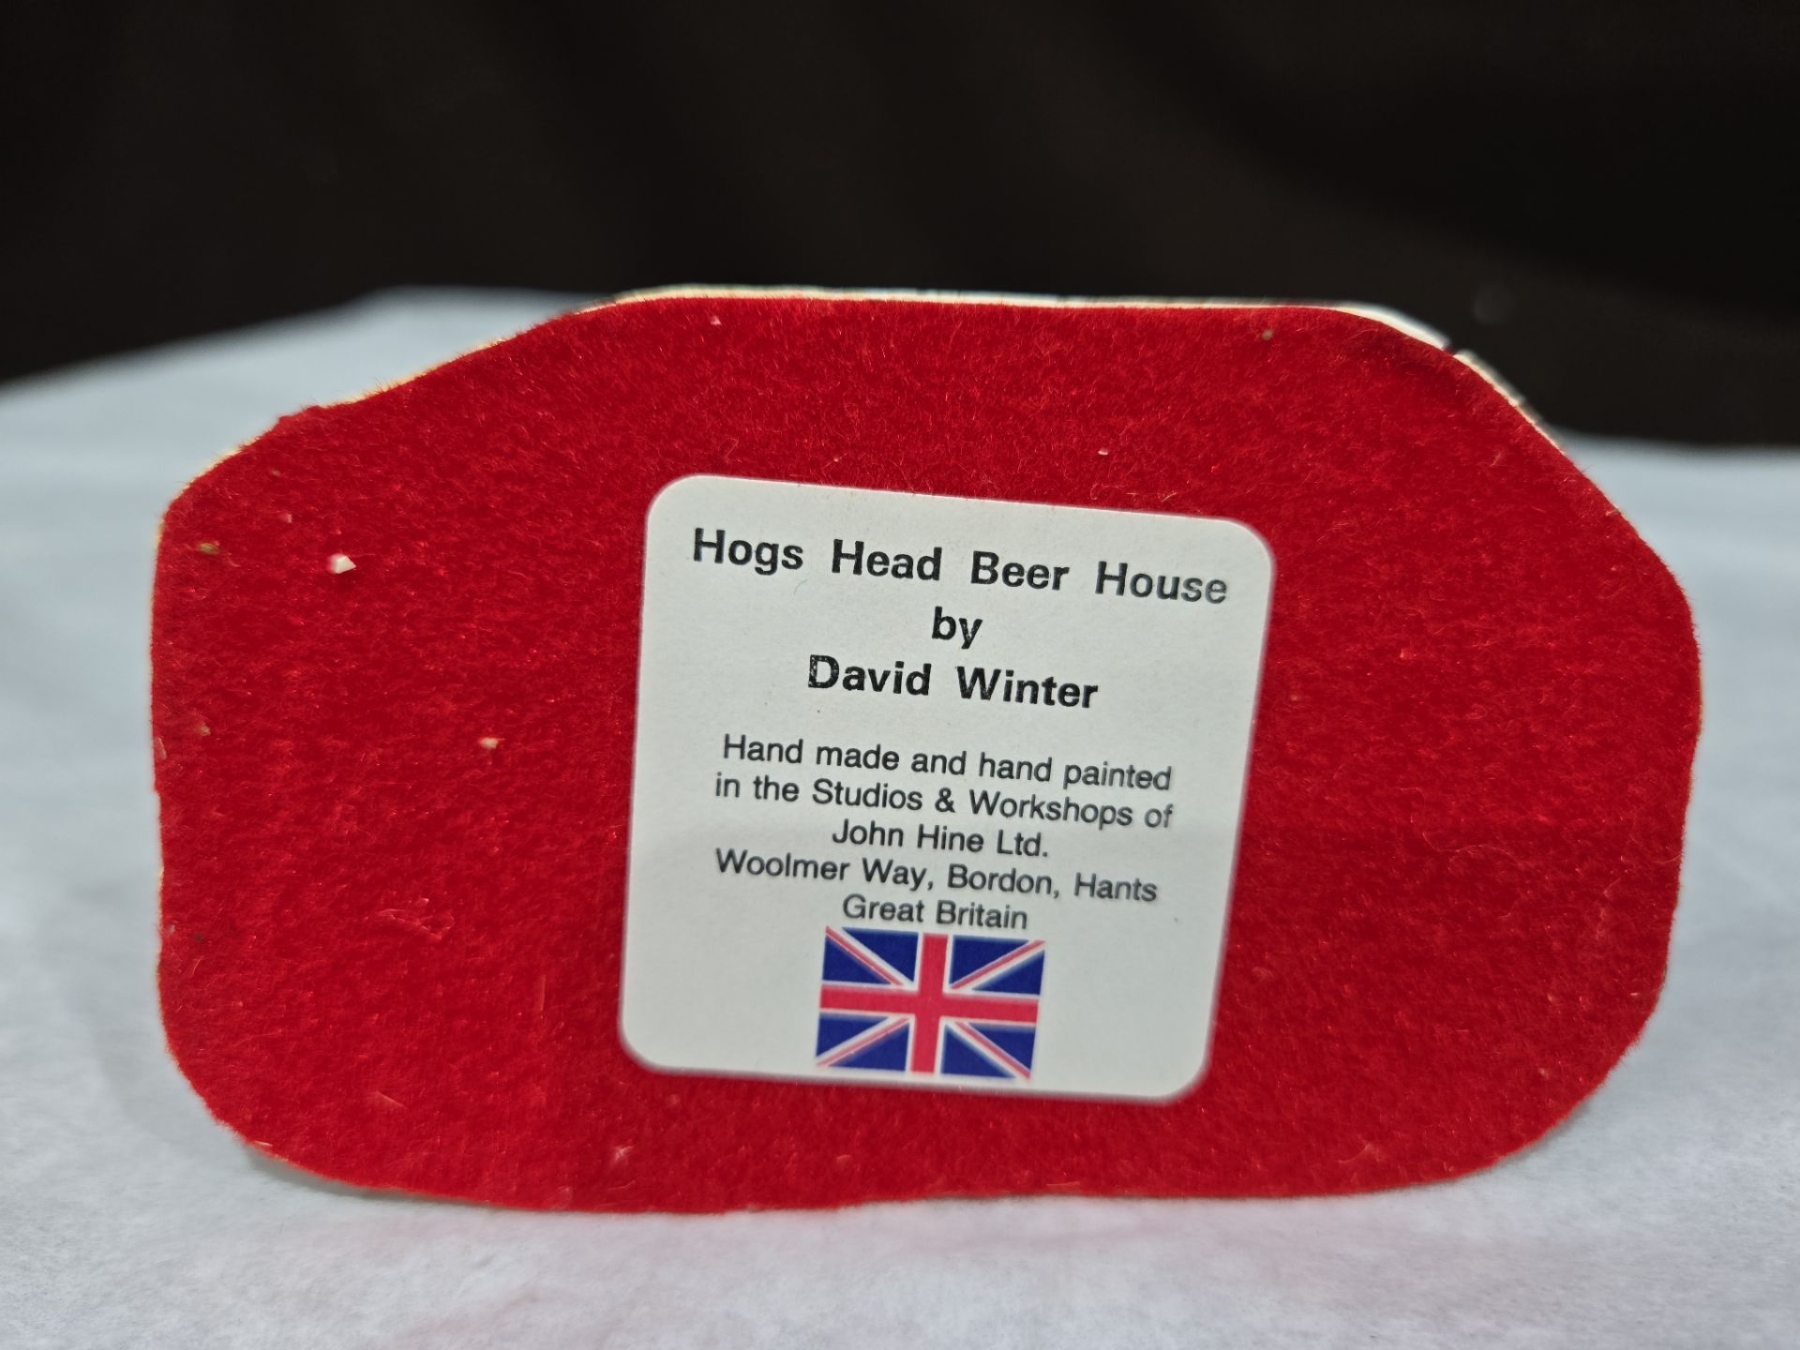 Hogs Head Beer House
by
David Winter
Hand made and hand painted
in the Studios & Workshops of
John Hine Ltd.
Woolmer Way, Bordon, Hants
Great Britain